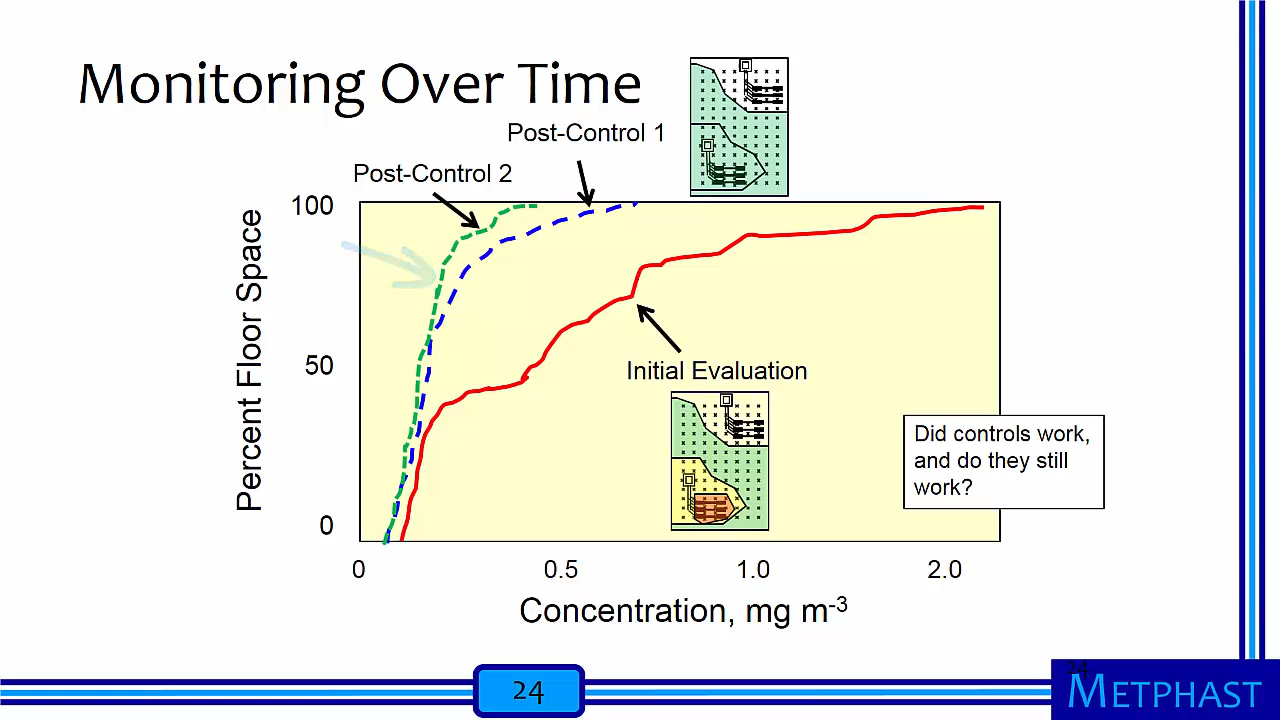 Monitoring Over Time
Post-Control 1
Post-Control 2
100
50
0
Percent Floor Space
Initial Evaluation
Did controls work,
and do they still
work?
0 0.5 1.0 2.0
Concentration, mg m-3
24
24
METPHAST